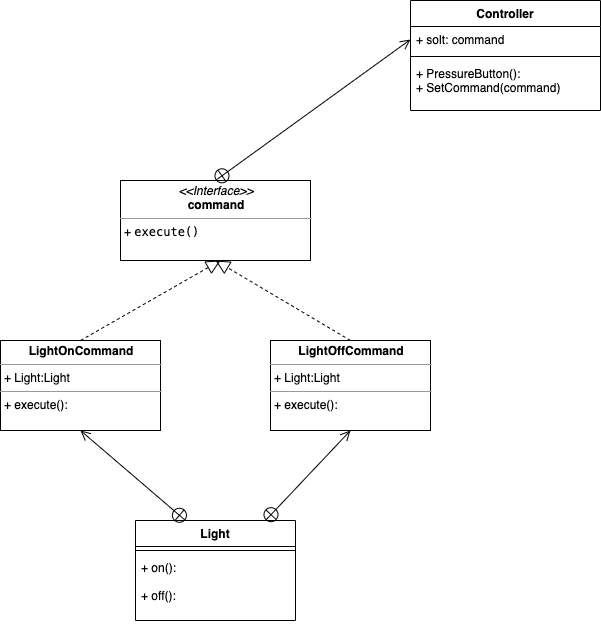 Controller
+ solt: command
+ PressureButton():
+ SetCommand(command)
<<Interface>>
command
+ execute()
LightOnCommand
+ Light:Light
+ execute():
LightOffCommand
+ Light:Light
+ execute():
Light
+ on():
+ off():